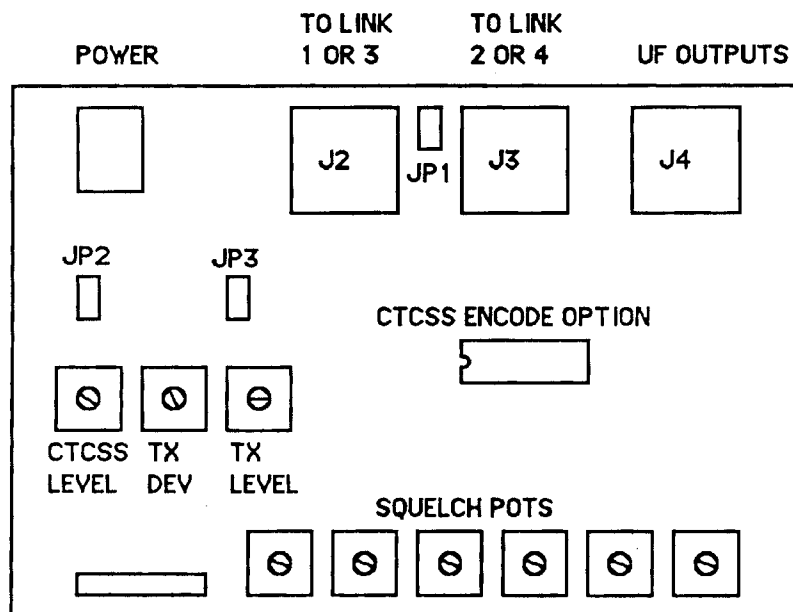 POWER
TO LINK
1 OR 3
TO LINK
2 OR 4
UF OUTPUTS
J2
JP1
J3
J4
JP2
JP3
CTCSS ENCODE OPTION
CTCSS
LEVEL
TX
DEV
TX
LEVEL
SQUELCH POTS